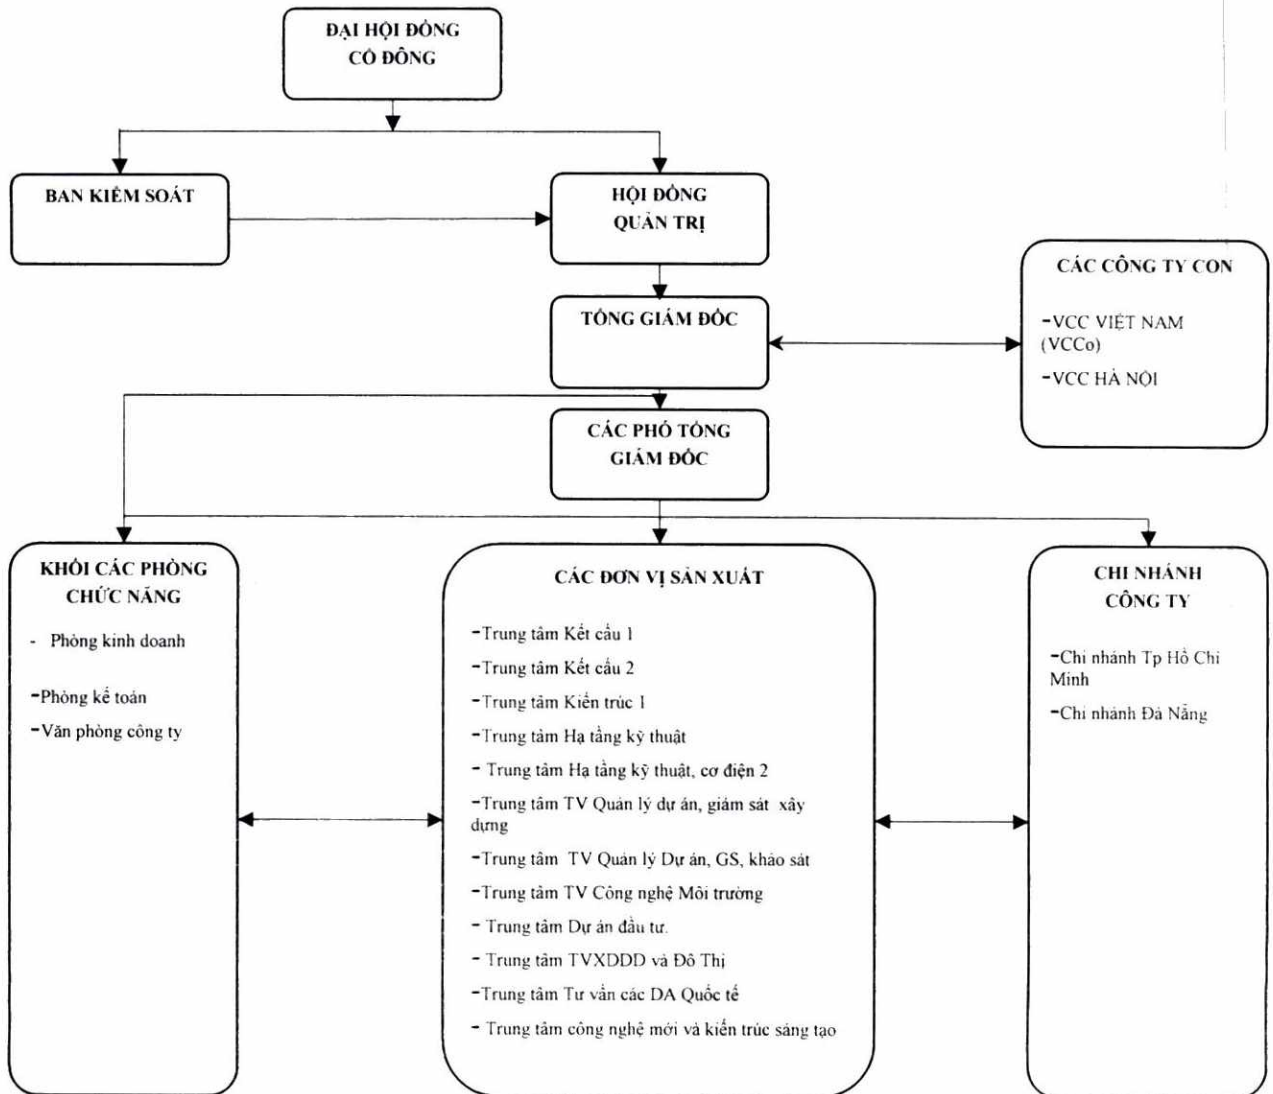 ĐẠI HỘI ĐỒNG
CỔ ĐÔNG
BAN KIỂM SOÁT
HỘI ĐỒNG
QUẢN TRỊ
CÁC CÔNG TY CON
-VCC VIỆT NAM
(VCCo)
-VCC HÀ NỘI
TỔNG GIÁM ĐỐC
CÁC PHÓ TỔNG
GIÁM ĐỐC
KHỐI CÁC PHÒNG
CHỨC NĂNG
- Phòng kinh doanh
-Phòng kế toán
-Văn phòng công ty
CÁC ĐƠN VỊ SẢN XUẤT
-Trung tâm Kết cấu 1
-Trung tâm Kết cấu 2
-Trung tâm Kiến trúc 1
-Trung tâm Hạ tầng kỹ thuật
- Trung tâm Hạ tầng kỹ thuật, cơ điện 2
-Trung tâm TV Quản lý dự án, giám sát xây
dựng
-Trung tâm TV Quản lý Dự án, GS, khảo sát
-Trung tâm TV Công nghệ Môi trường
- Trung tâm Dự án đầu tư.
- Trung tâm TVXDDD và Đô Thị
-Trung tâm Tư vấn các DA Quốc tế
- Trung tâm công nghệ mới và kiến trúc sáng tạo
CHI NHÁNH
CÔNG TY
-Chi nhánh Tp Hồ Chi
Minh
-Chi nhánh Đà Nẵng